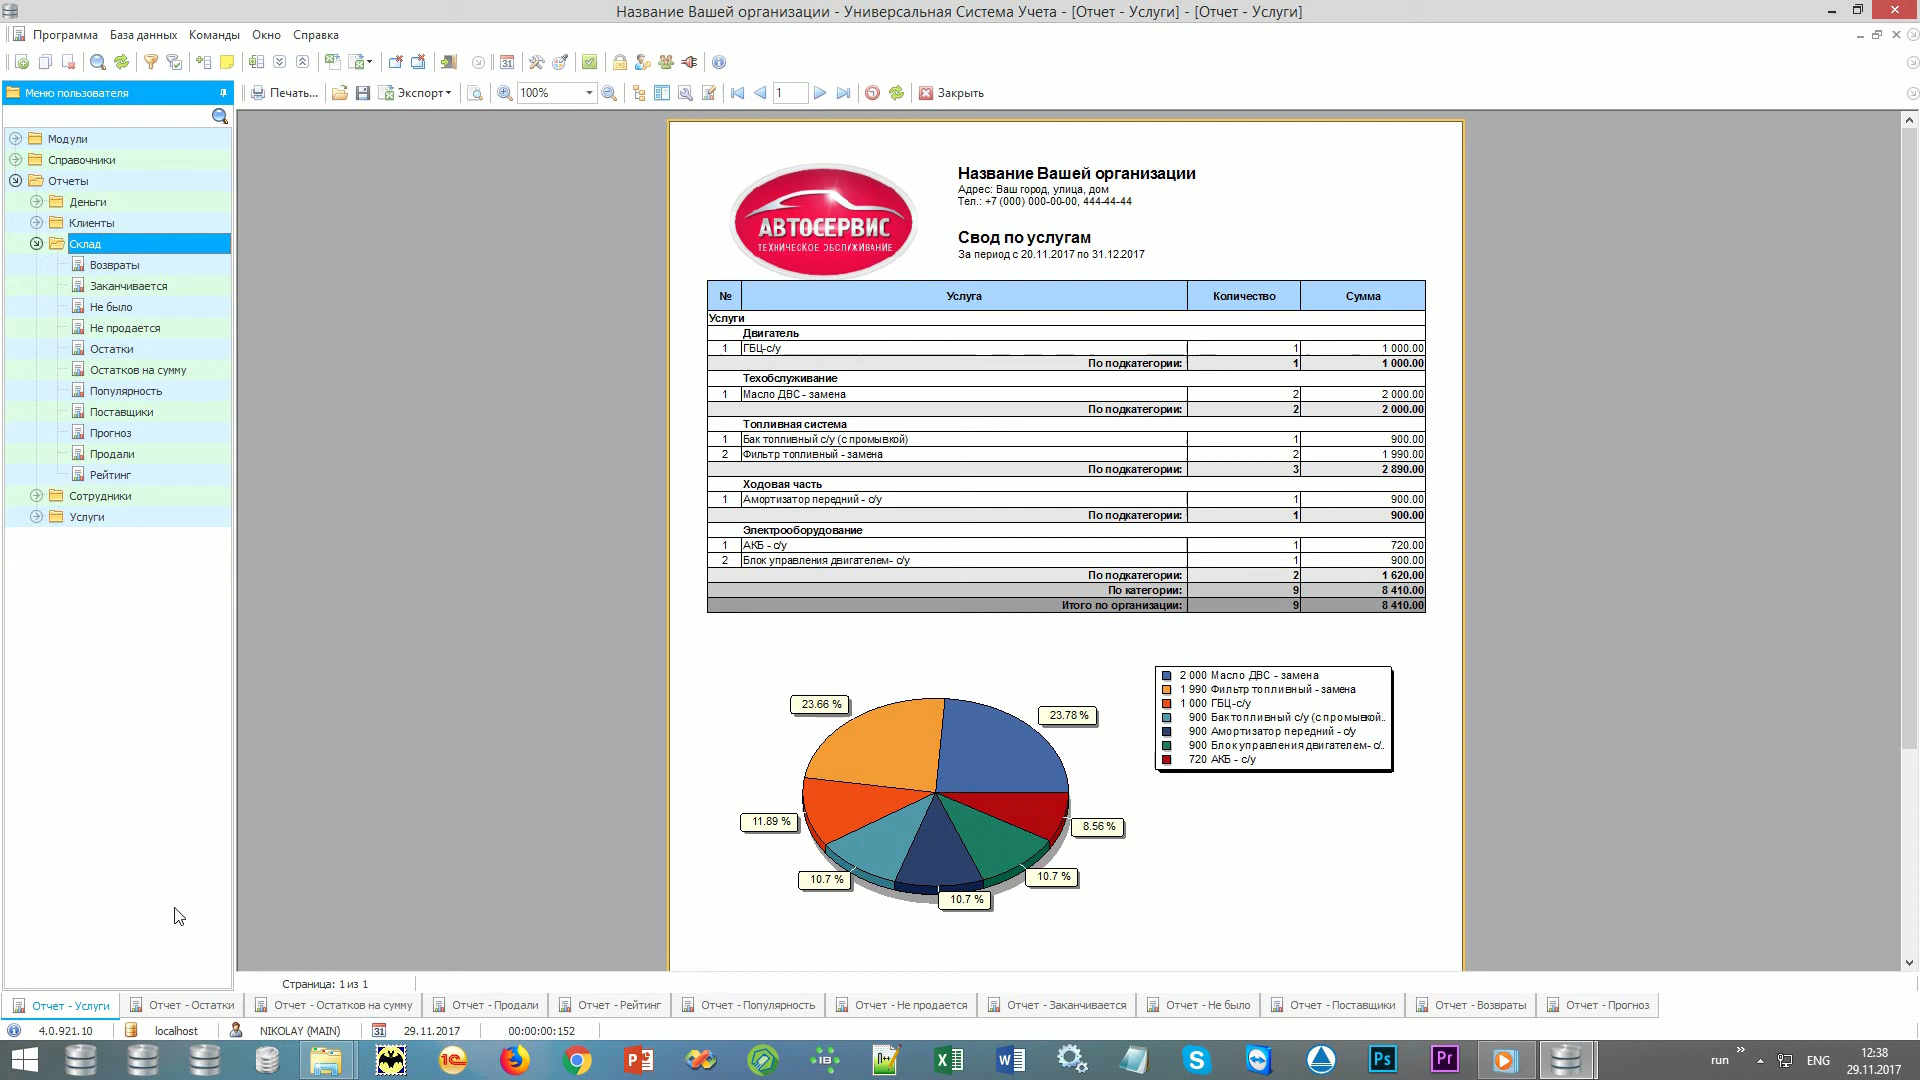 Название Вашей организации - Универсальная Система Учета - [Отчет - Услуги] - [Отчет - Услуги]
Программа База данных Команды Окно Справка
Меню пользователя
Печать... Экспорт 100% 1 Закрыть
Модули
Справочники
Отчеты
Деньги
Клиенты
Склад
Возвраты
Заканчивается
Не было
Не продается
Остатки
Остатков на сумму
Популярность
Поставщики
Прогноз
Продали
Рейтинг
Сотрудники
Услуги
АВТОСЕРВИС
ТЕХНИЧЕСКОЕ ОБСЛУЖИВАНИЕ
Название Вашей организации
Адрес: Ваш город, улица, дом
Тел.: +7 (000) 000-00-00, 444-44-44
Свод по услугам
За период с 20.11.2017 по 31.12.2017
№ Услуга Количество Сумма
Услуги
Двигатель
1 ГБЦ-с/у 1 1 000.00
По подкатегории: 1 1 000.00
Техобслуживание
1 Масло ДВС - замена 2 2 000.00
По подкатегории: 2 2 000.00
Топливная система
1 Бак топливный с/у (с промывкой) 1 900.00
2 Фильтр топливный - замена 2 1 990.00
По подкатегории: 3 2 890.00
Ходовая часть
1 Амортизатор передний - с/у 1 900.00
По подкатегории: 1 900.00
Электрооборудование
1 АКБ - с/у 1 720.00
2 Блок управления двигателем- с/у 1 900.00
По подкатегории: 2 1 620.00
По категории: 9 8 410.00
Итого по организации: 9 8 410.00
2 000 Масло ДВС - замена
1 990 Фильтр топливный - замена
1 000 ГБЦ-с/у
900 Бак топливный с/у (с промывкой..
900 Амортизатор передний - с/у
900 Блок управления двигателем- с/..
720 АКБ - с/у
23.66 %
23.78 %
11.89 %
8.56 %
10.7 %
10.7 %
10.7 %
Страница: 1 из 1
Отчет - Услуги Отчет - Остатки Отчет - Остатков на сумму Отчет - Продали Отчет - Рейтинг Отчет - Популярность Отчет - Не продается Отчет - Заканчивается Отчет - Не было Отчет - Поставщики Отчет - Возвраты Отчет - Прогноз
4.0.921.10 localhost NIKOLAY (MAIN) 29.11.2017 00:00:00:152
run ENG 12:38
29.11.2017